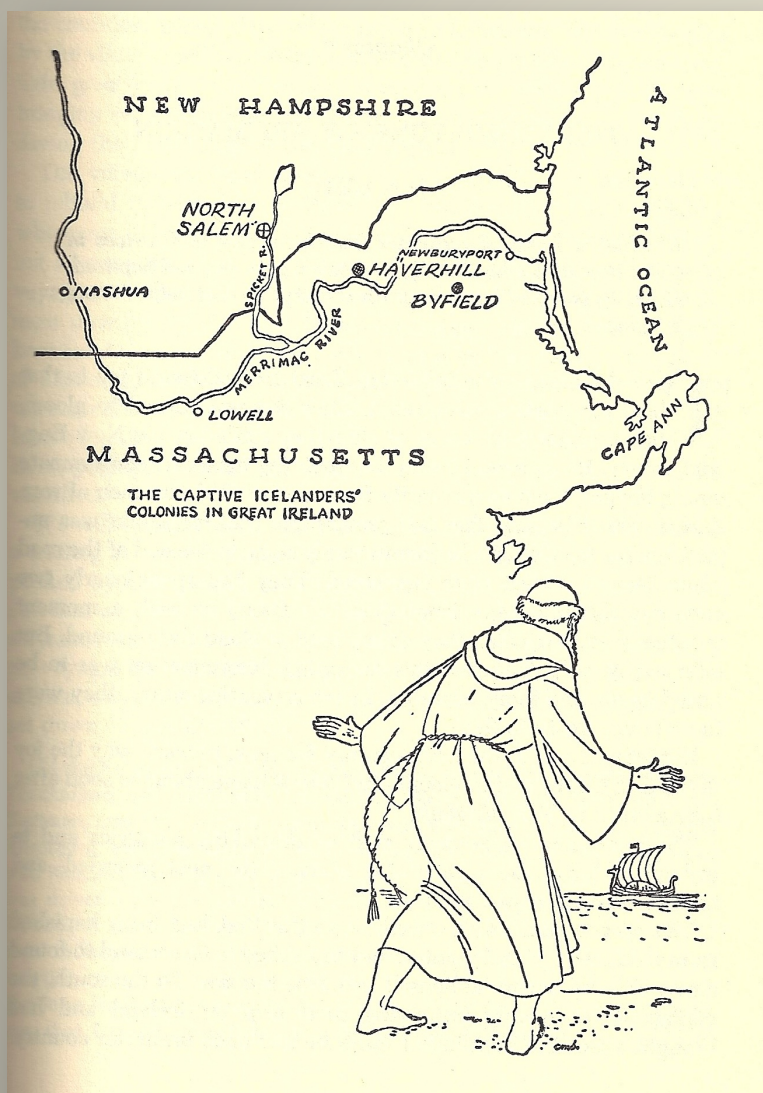 NEW HAMPSHIRE
ATLANTIC OCEAN
NORTH
SALEM
SPICKET R.
NEWBURYPORT
NASHUA
HAVERHILL
BYFIELD
MERRIMAC RIVER
LOWELL
CAPE ANN
MASSACHUSETTS
THE CAPTIVE ICELANDERS'
COLONIES IN GREAT IRELAND